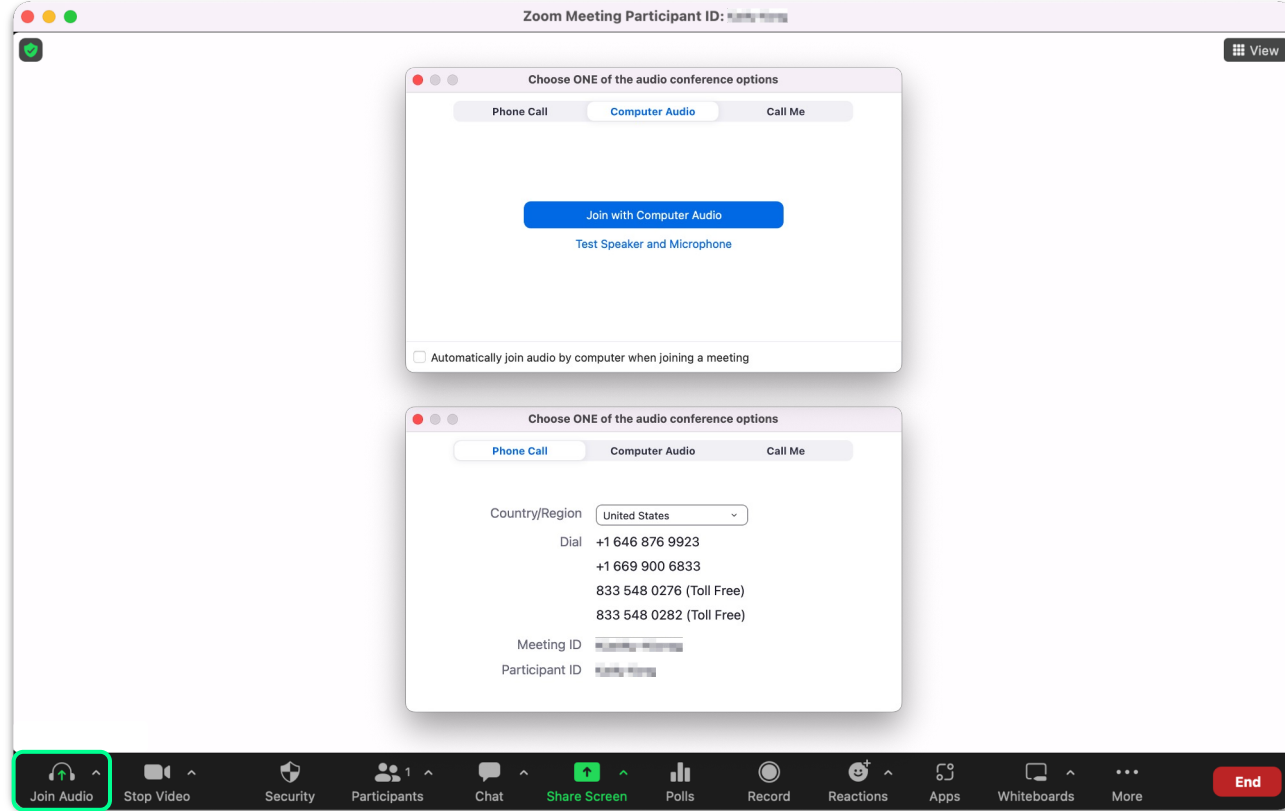 Zoom Meeting Participant ID:
View
Choose ONE of the audio conference options
Phone Call Computer Audio Call Me
Join with Computer Audio
Test Speaker and Microphone
Automatically join audio by computer when joining a meeting
Choose ONE of the audio conference options
Phone Call Computer Audio Call Me
Country/Region United States
Dial +1 646 876 9923
+1 669 900 6833
833 548 0276 (Toll Free)
833 548 0282 (Toll Free)
Meeting ID
Participant ID
1
Join Audio Stop Video Security Participants Chat Share Screen Polls Record Reactions Apps Whiteboards More End